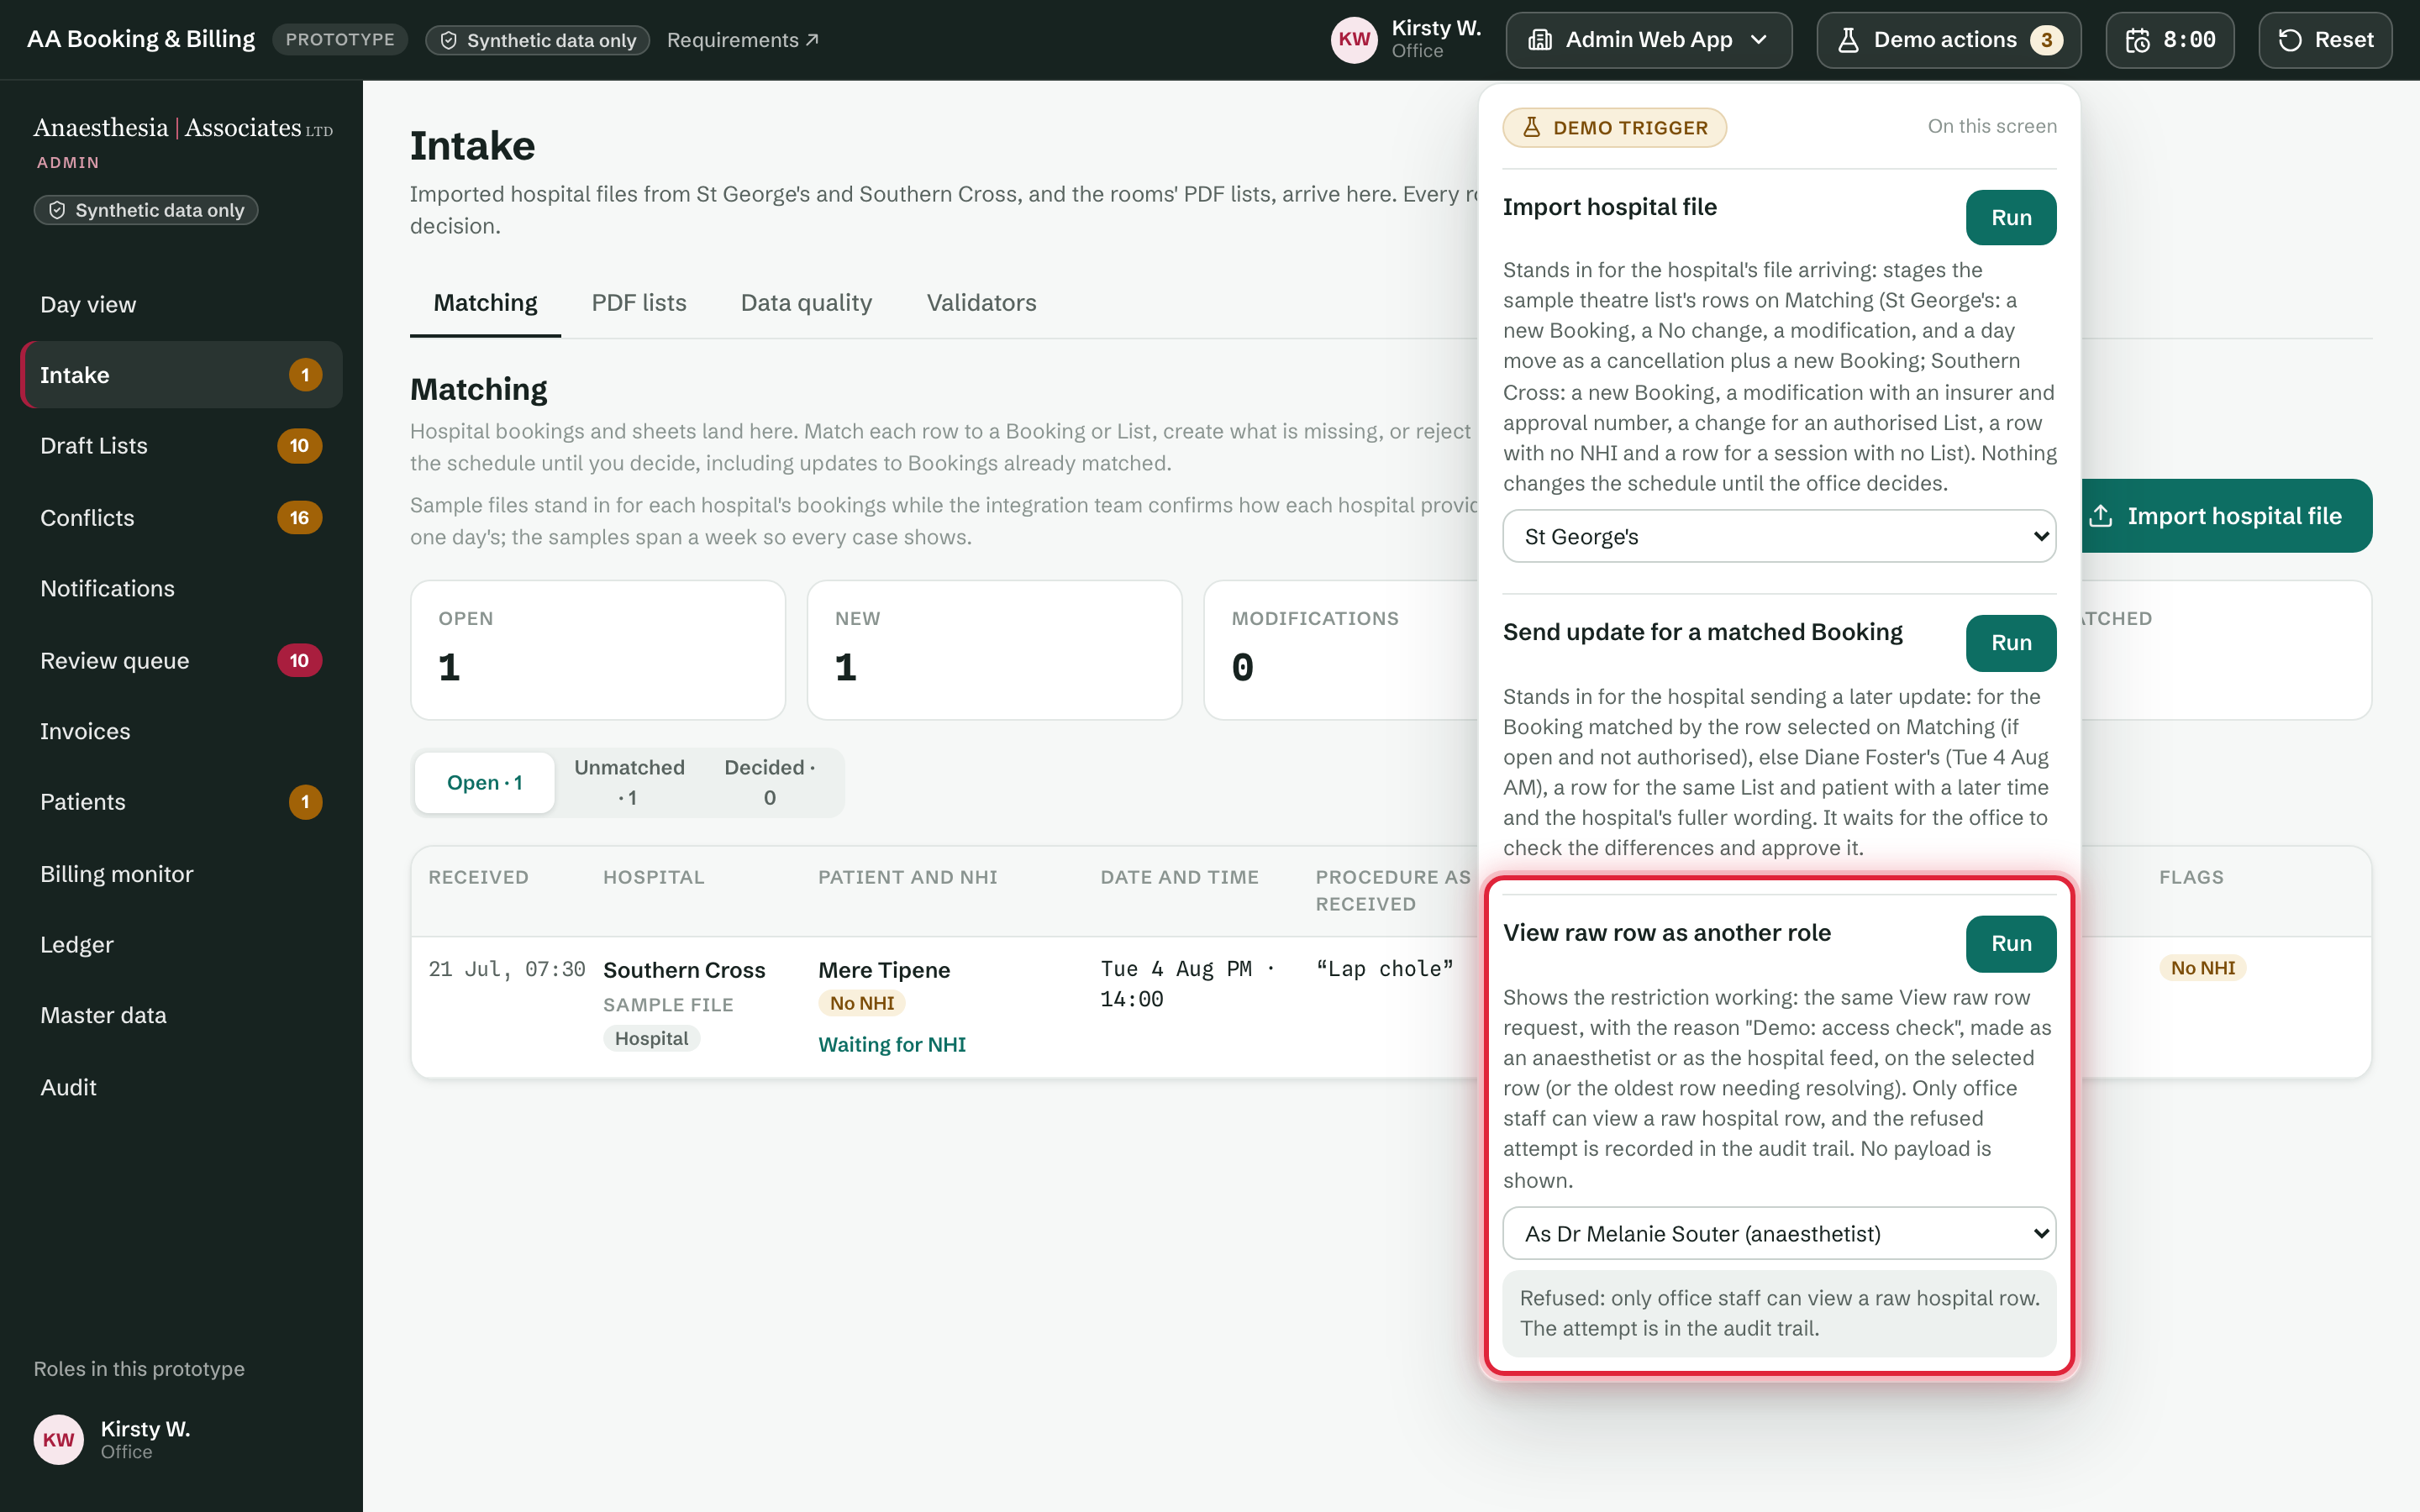 AA Booking & Billing
PROTOTYPE
Synthetic data only
Requirements
KW
Kirsty W.
Office
Admin Web App
Demo actions
3
8:00
Reset
Anaesthesia | Associates LTD
ADMIN
Synthetic data only
Day view
Intake
1
Draft Lists
10
Conflicts
16
Notifications
Review queue
10
Invoices
Patients
1
Billing monitor
Ledger
Master data
Audit
Roles in this prototype
KW
Kirsty W.
Office
Intake
Imported hospital files from St George's and Southern Cross, and the rooms' PDF lists, arrive here. Every
decision.
Matching
PDF lists
Data quality
Validators
Matching
Hospital bookings and sheets land here. Match each row to a Booking or List, create what is missing, or reject
the schedule until you decide, including updates to Bookings already matched.
Sample files stand in for each hospital's bookings while the integration team confirms how each hospital
one day's; the samples span a week so every case shows.
Import hospital file
OPEN
1
NEW
1
MODIFICATIONS
0
TCHED
Open · 1
Unmatched
· 1
Decided ·
0
RECEIVED
HOSPITAL
PATIENT AND NHI
DATE AND TIME
PROCEDURE AS
RECEIVED
FLAGS
21 Jul, 07:30
Southern Cross
SAMPLE FILE
Hospital
Mere Tipene
No NHI
Waiting for NHI
Tue 4 Aug PM ·
14:00
“Lap chole”
No NHI
DEMO TRIGGER
On this screen
Import hospital file
Run
Stands in for the hospital's file arriving: stages the
sample theatre list's rows on Matching (St George's: a
new Booking, a No change, a modification, and a day
move as a cancellation plus a new Booking; Southern
Cross: a new Booking, a modification with an insurer and
approval number, a change for an authorised List, a row
with no NHI and a row for a session with no List). Nothing
changes the schedule until the office decides.
St George's
Send update for a matched Booking
Run
Stands in for the hospital sending a later update: for the
Booking matched by the row selected on Matching (if
open and not authorised), else Diane Foster's (Tue 4 Aug
AM), a row for the same List and patient with a later time
and the hospital's fuller wording. It waits for the office to
check the differences and approve it.
View raw row as another role
Run
Shows the restriction working: the same View raw row
request, with the reason "Demo: access check", made as
an anaesthetist or as the hospital feed, on the selected
row (or the oldest row needing resolving). Only office
staff can view a raw hospital row, and the refused
attempt is recorded in the audit trail. No payload is
shown.
As Dr Melanie Souter (anaesthetist)
Refused: only office staff can view a raw hospital row.
The attempt is in the audit trail.